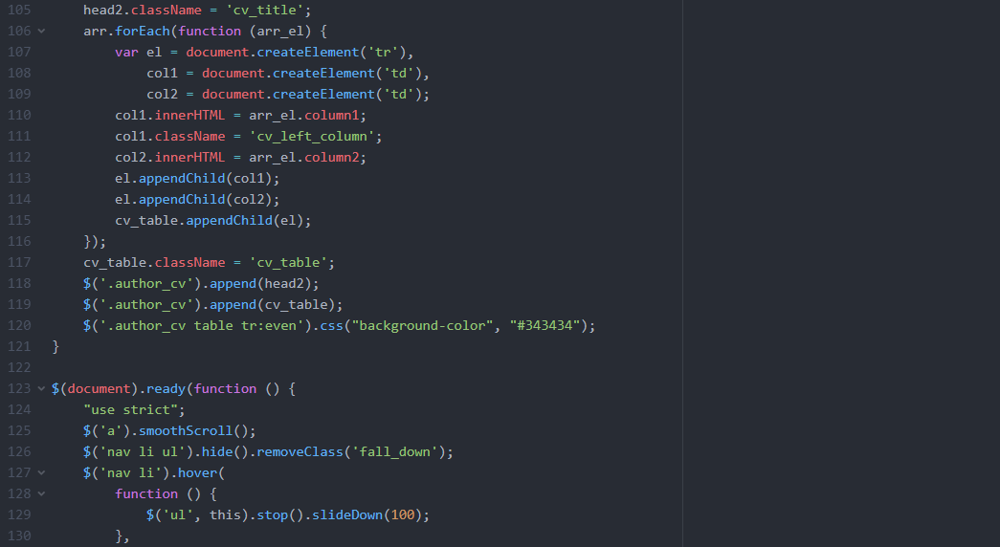 105 head2.className = 'cv_title';
106 arr.forEach(function (arr_el) {
107 var el = document.createElement('tr'),
108 col1 = document.createElement('td'),
109 col2 = document.createElement('td');
110 col1.innerHTML = arr_el.column1;
111 col1.className = 'cv_left_column';
112 col2.innerHTML = arr_el.column2;
113 el.appendChild(col1);
114 el.appendChild(col2);
115 cv_table.appendChild(el);
116 });
117 cv_table.className = 'cv_table';
118 $('.author_cv').append(head2);
119 $('.author_cv').append(cv_table);
120 $('.author_cv table tr:even').css("background-color", "#343434");
121 }
122
123 $(document).ready(function () {
124 "use strict";
125 $('a').smoothScroll();
126 $('nav li ul').hide().removeClass('fall_down');
127 $('nav li').hover(
128 function () {
129 $('ul', this).stop().slideDown(100);
130 },